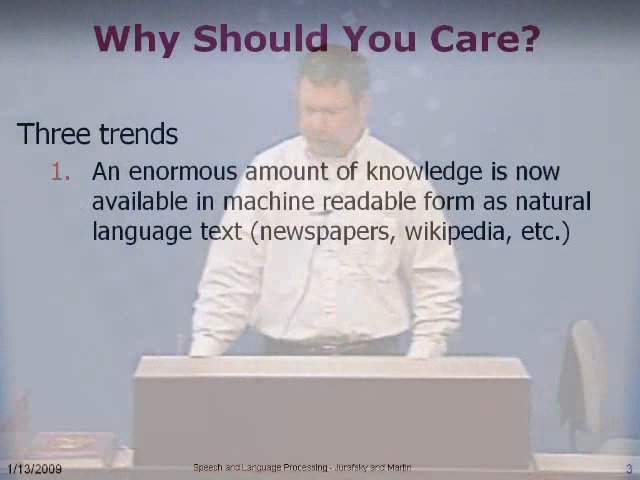 Why Should You Care?
Three trends
1. An enormous amount of knowledge is now
available in machine readable form as natural
language text (newspapers, wikipedia, etc.)
1/13/2009
Speech and Language Processing - Jurafsky and Martin
3